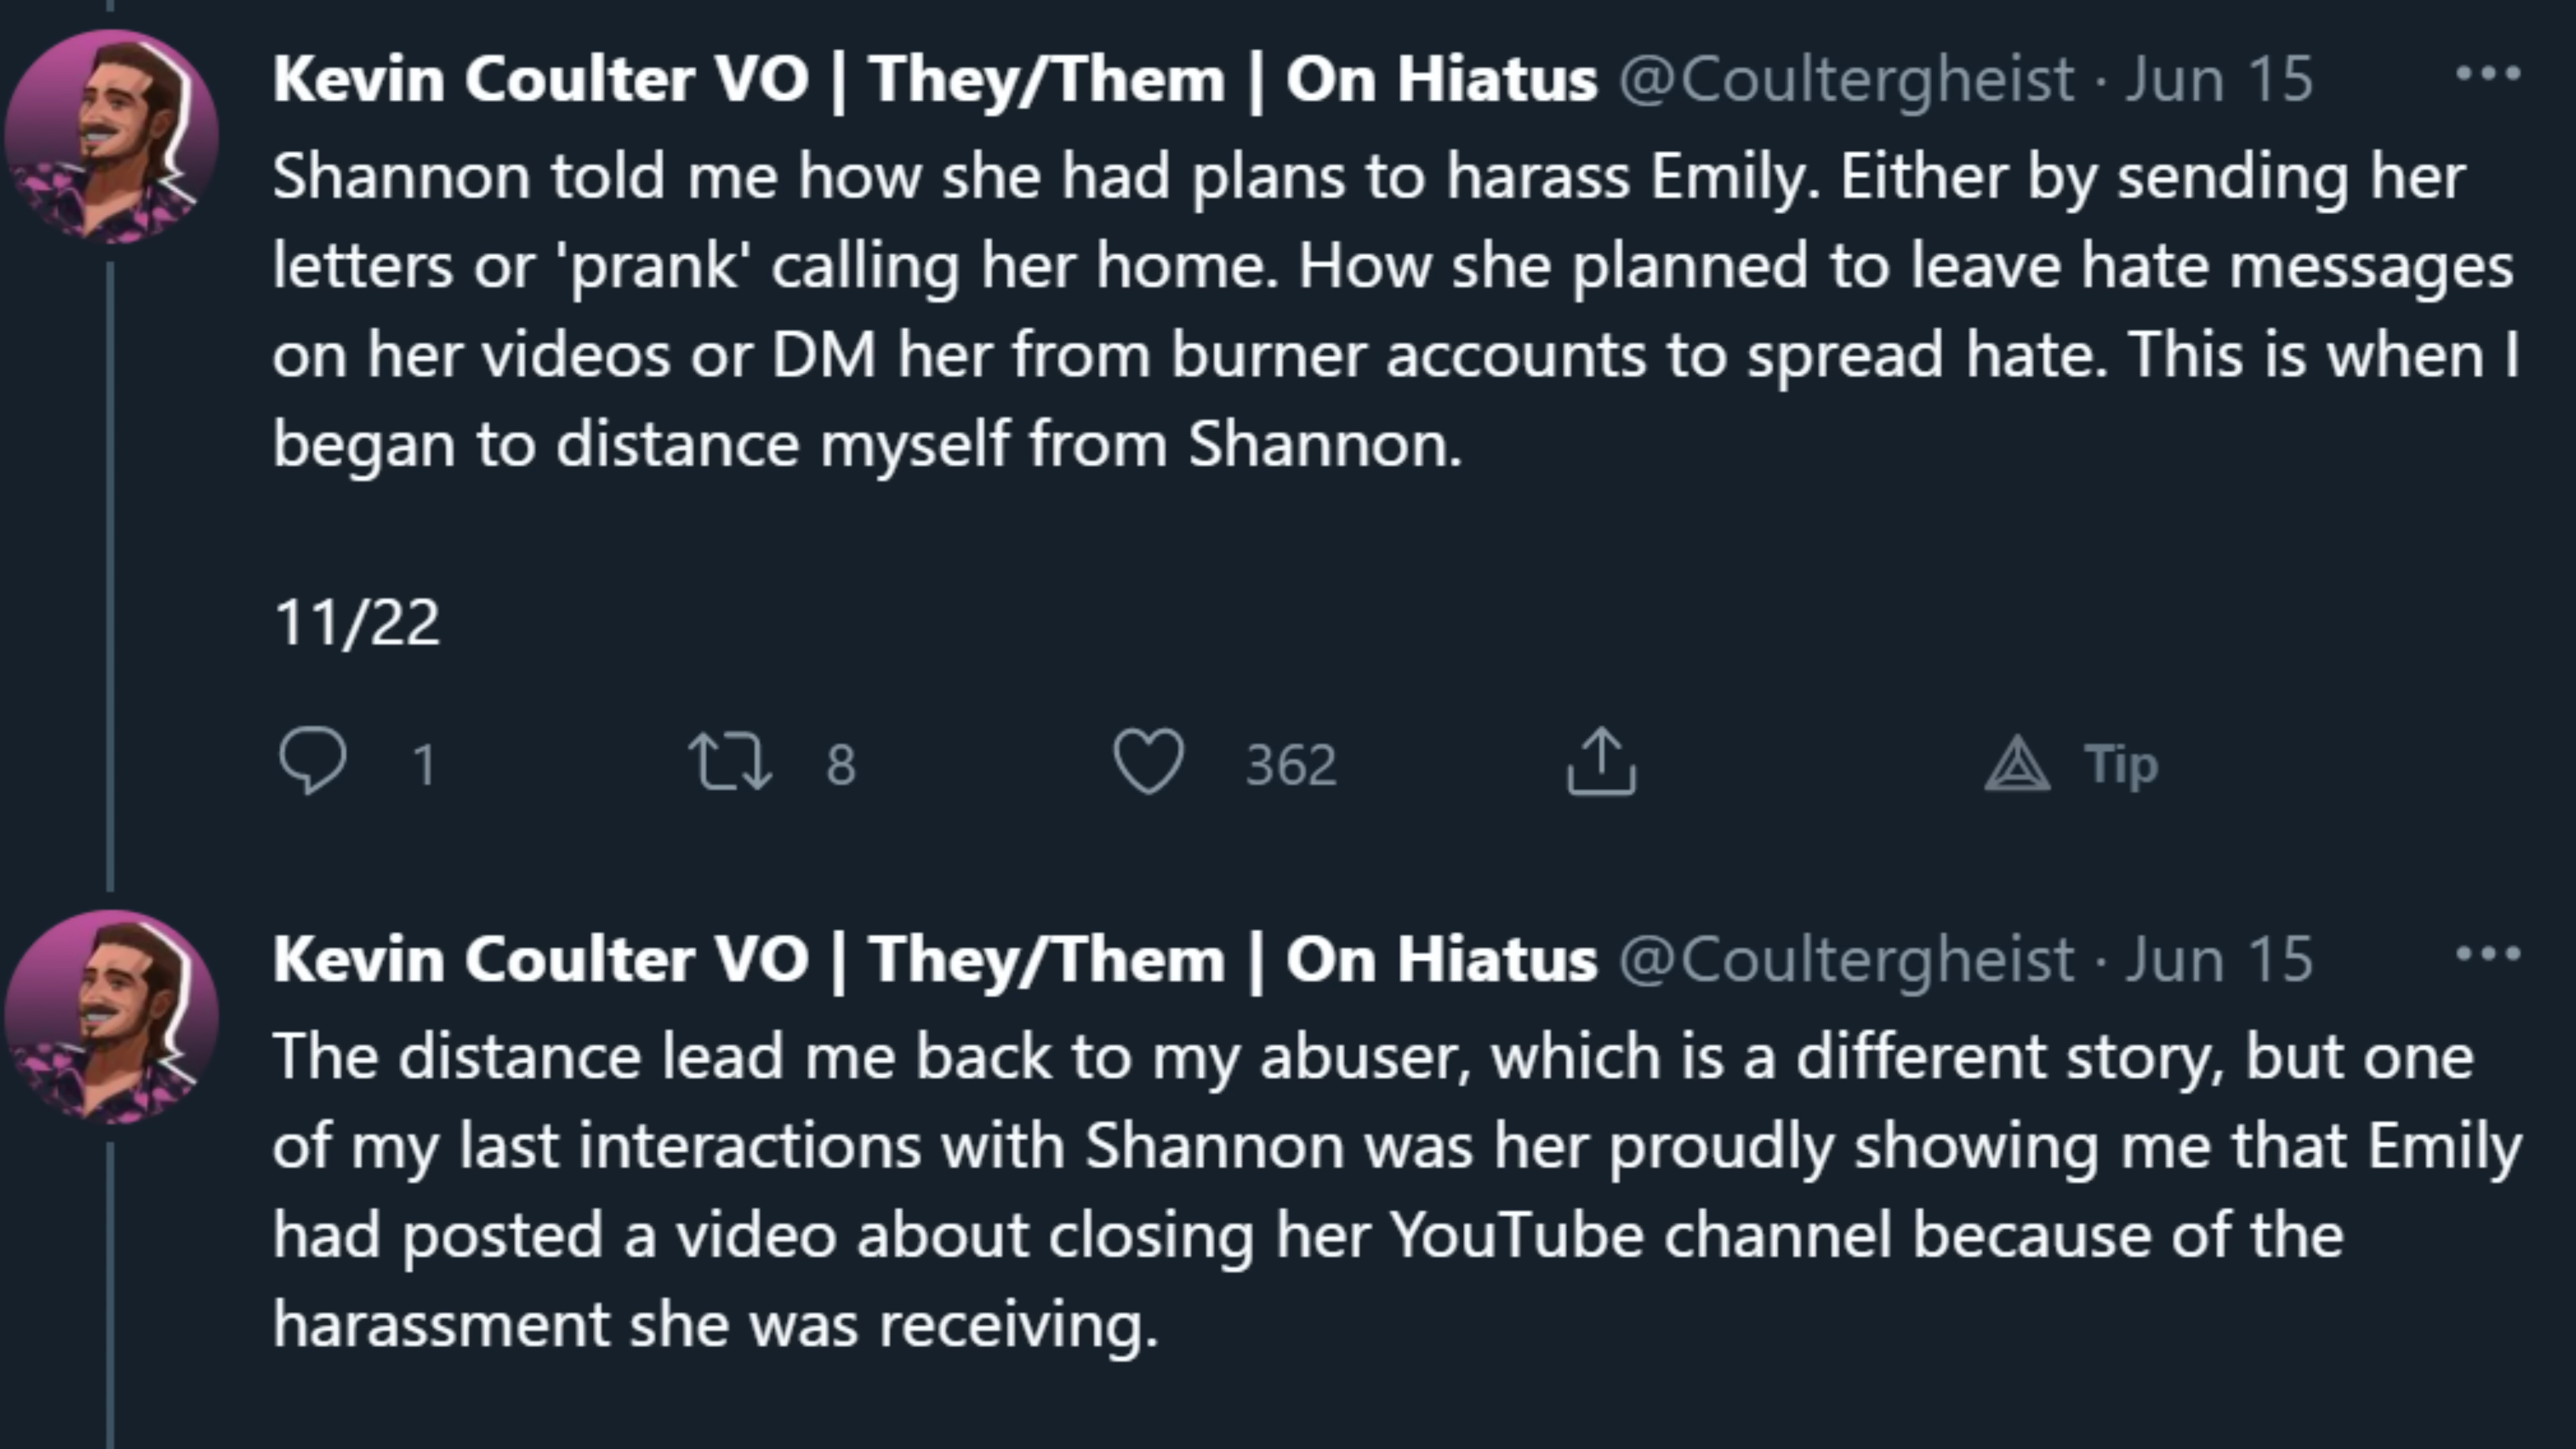 Kevin Coulter VO | They/Them | On Hiatus @Coultergheist · Jun 15
Shannon told me how she had plans to harass Emily. Either by sending her
letters or 'prank' calling her home. How she planned to leave hate messages
on her videos or DM her from burner accounts to spread hate. This is when I
began to distance myself from Shannon.
11/22
1 8 362 Tip
Kevin Coulter VO | They/Them | On Hiatus @Coultergheist · Jun 15
The distance lead me back to my abuser, which is a different story, but one
of my last interactions with Shannon was her proudly showing me that Emily
had posted a video about closing her YouTube channel because of the
harassment she was receiving.